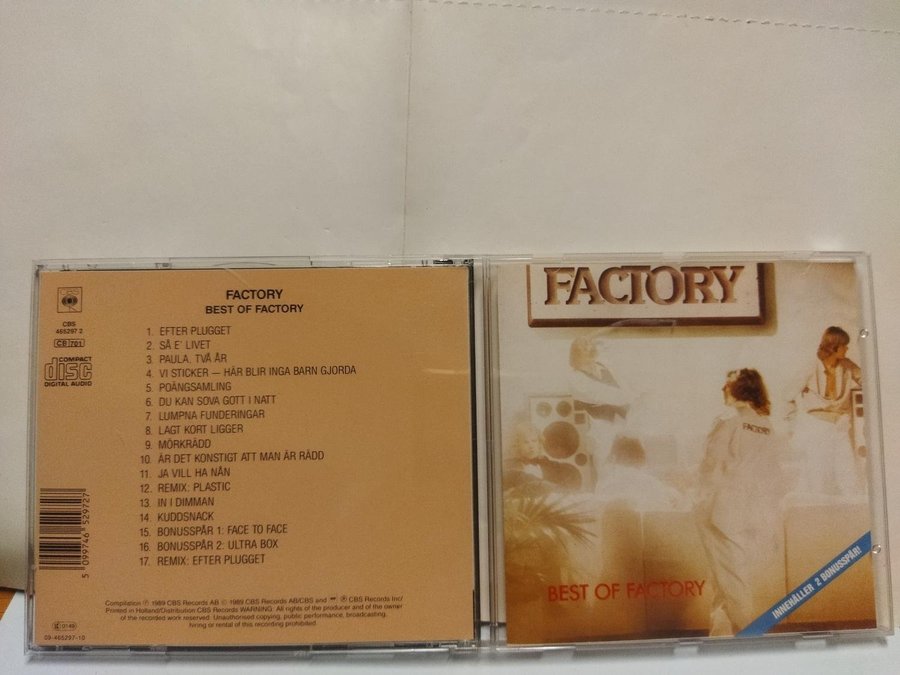 CBS
465297 2
CB 701
COMPACT
disc
DIGITAL AUDIO
FACTORY
BEST OF FACTORY
1. EFTER PLUGGET
2. SÅ E' LIVET
3. PAULA, TVÅ ÅR
4. VI STICKER — HÄR BLIR INGA BARN GJORDA
5. POÄNGSAMLING
6. DU KAN SOVA GOTT I NATT
7. LUMPNA FUNDERINGAR
8. LAGT KORT LIGGER
9. MÖRKRÄDD
10. ÄR DET KONSTIGT ATT MAN ÄR RÄDD
11. JA VILL HA NÅN
12. REMIX: PLASTIC
13. IN I DIMMAN
14. KUDDSNACK
15. BONUSSPÅR 1: FACE TO FACE
16. BONUSSPÅR 2: ULTRA BOX
17. REMIX: EFTER PLUGGET
5 099746 529727
Compilation ℗ 1989 CBS Records AB © 1989 CBS Records AB/CBS and ℗ CBS Records Inc/
Printed in Holland/Distribution CBS Records WARNING: All rights of the producer and of the owner
of the recorded work reserved. Unauthorised copying, public performance, broadcasting,
hiring or rental of this recording prohibited
0149
09-465297-10
FACTORY
FACTORY
BEST OF FACTORY
INNEHÅLLER 2 BONUSSPÅR!